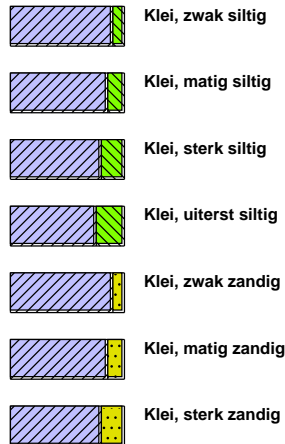 Klei, zwak siltig
Klei, matig siltig
Klei, sterk siltig
Klei, uiterst siltig
Klei, zwak zandig
Klei, matig zandig
Klei, sterk zandig